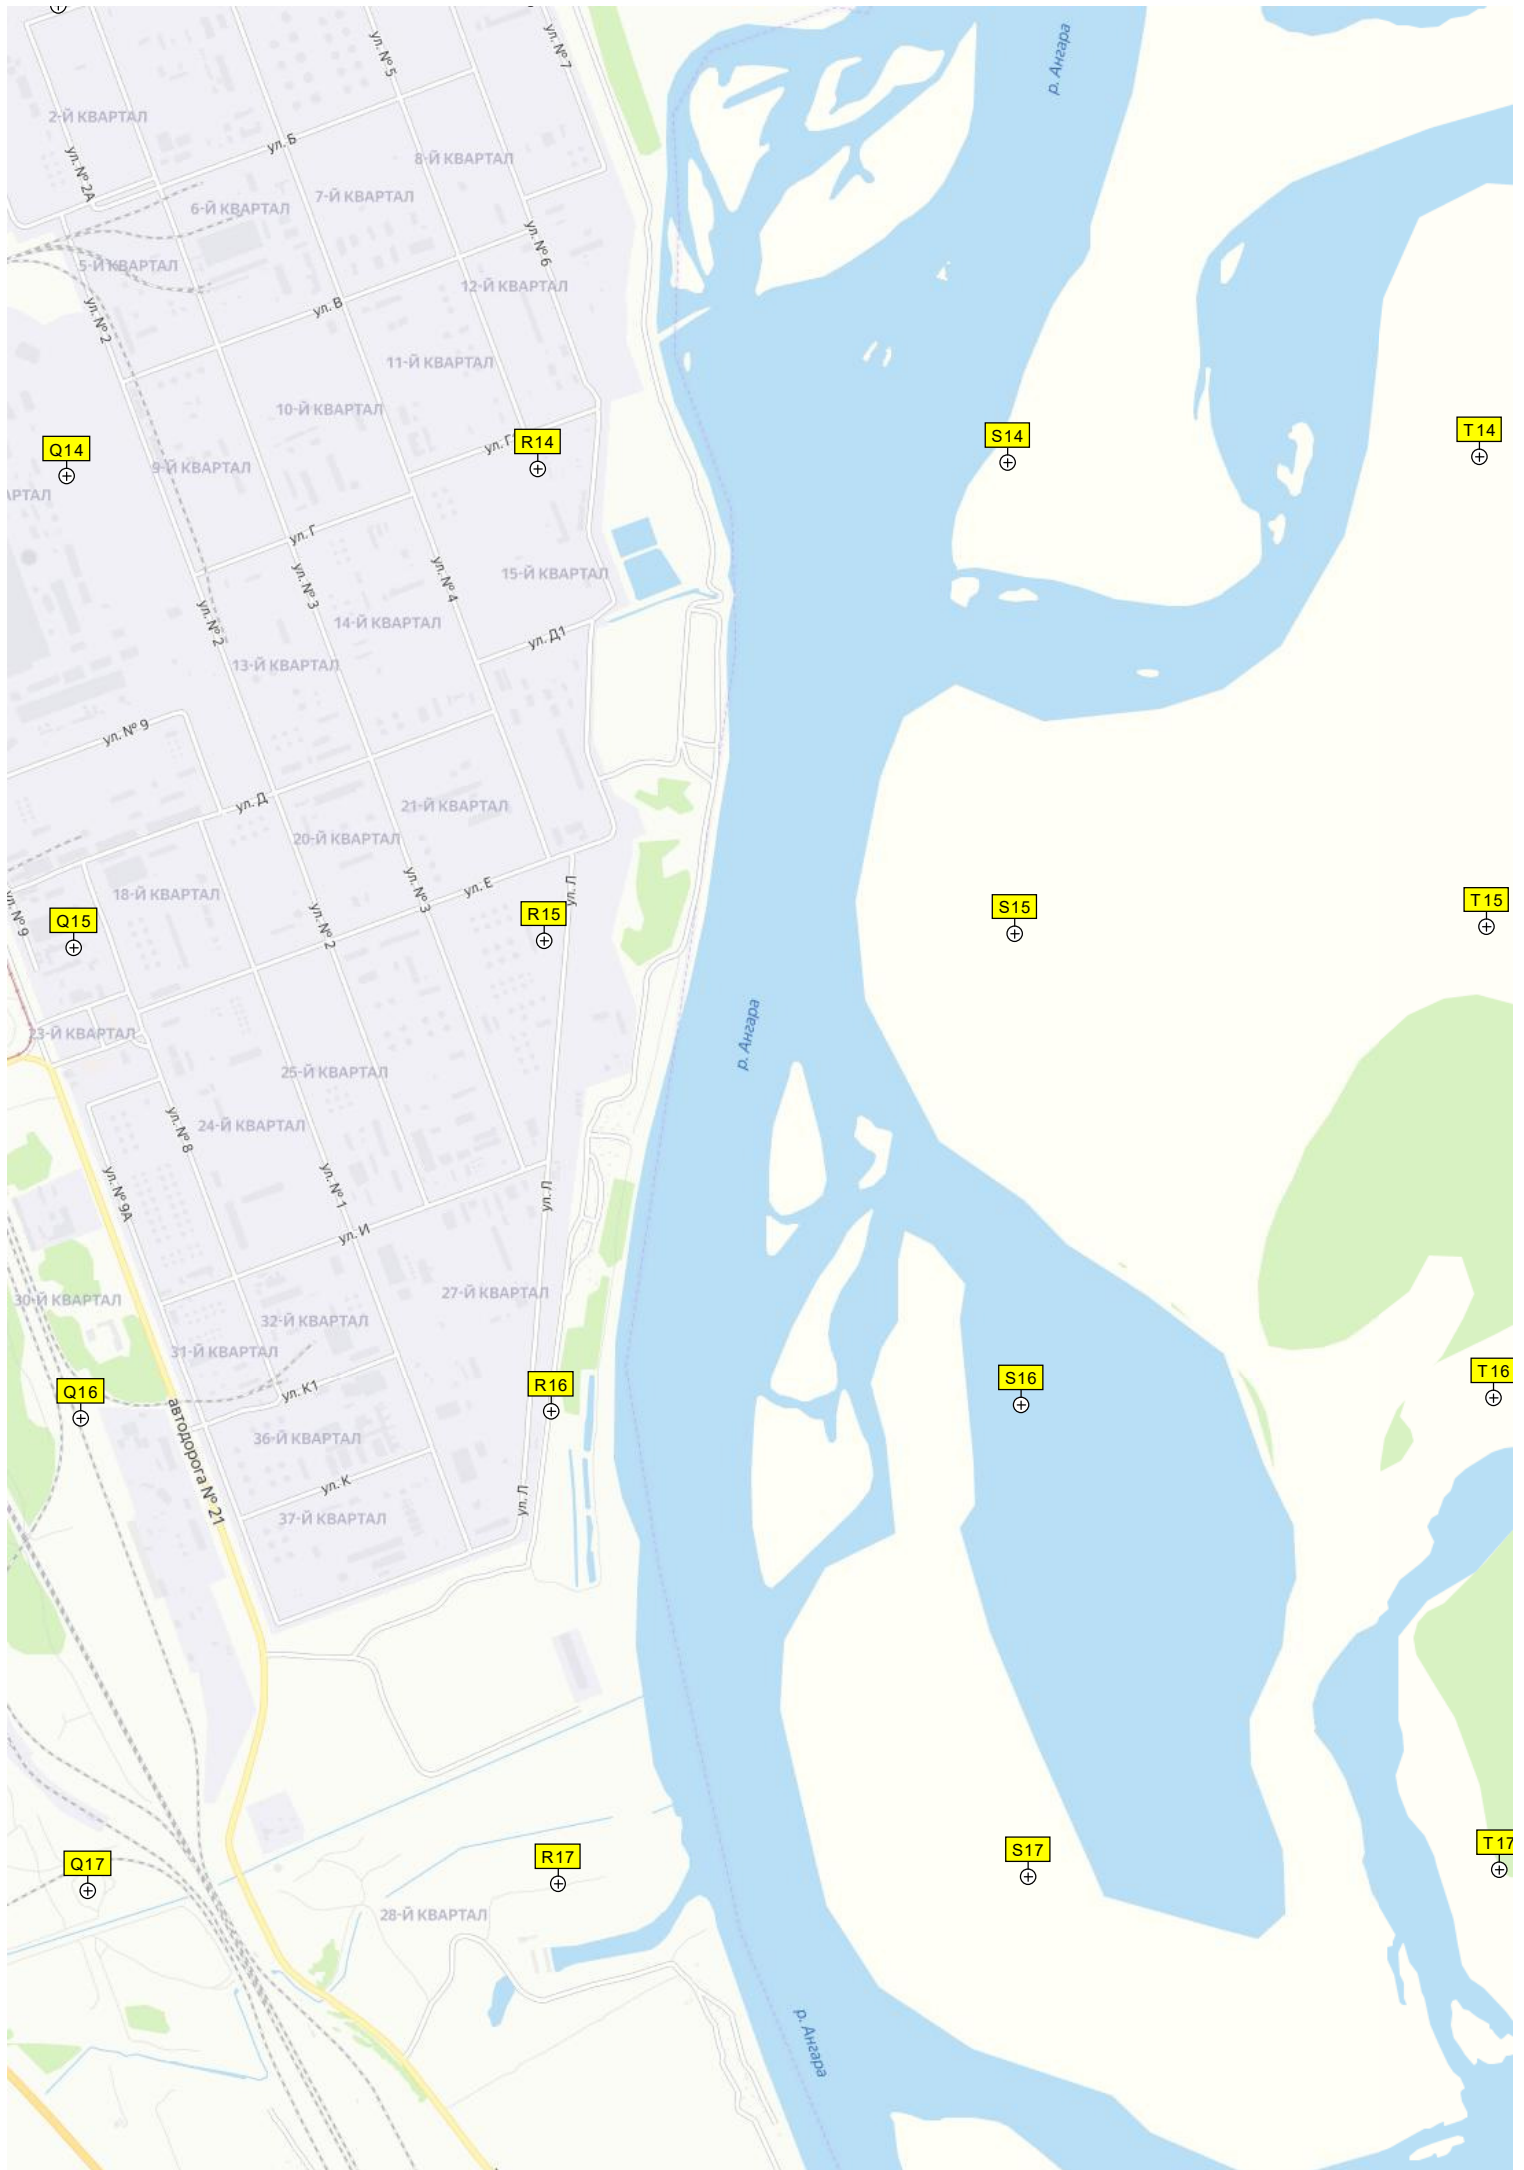 р. Ангара
ул. № 5
ул. № 7
2-Й КВАРТАЛ
ул. Б
8-Й КВАРТАЛ
ул. № 2А
7-Й КВАРТАЛ
6-Й КВАРТАЛ
ул. № 6
5-Й КВАРТАЛ
12-Й КВАРТАЛ
ул. В
ул. № 2
11-Й КВАРТАЛ
10-Й КВАРТАЛ
T14
S14
R14
ул. Г
Q14
9-Й КВАРТАЛ
АРТАЛ
ул. Г
15-Й КВАРТАЛ
ул. № 4
ул. № 3
14-Й КВАРТАЛ
ул. № 2
ул. Д1
13-Й КВАРТАЛ
ул. № 9
ул. Д
21-Й КВАРТАЛ
20-Й КВАРТАЛ
ул. Е
ул. Л
18-Й КВАРТАЛ
ул. № 3
T15
S15
R15
Q15
ул. № 9
ул. № 2
р. Ангара
23-Й КВАРТАЛ
25-Й КВАРТАЛ
24-Й КВАРТАЛ
ул. № 8
ул. № 9А
ул. № 1
ул. Л
ул. И
27-Й КВАРТАЛ
30-Й КВАРТАЛ
32-Й КВАРТАЛ
31-Й КВАРТАЛ
T16
S16
R16
Q16
ул. К1
автодорога № 21
36-Й КВАРТАЛ
ул. К
ул. Л
37-Й КВАРТАЛ
T17
S17
R17
Q17
28-Й КВАРТАЛ
р. Ангара